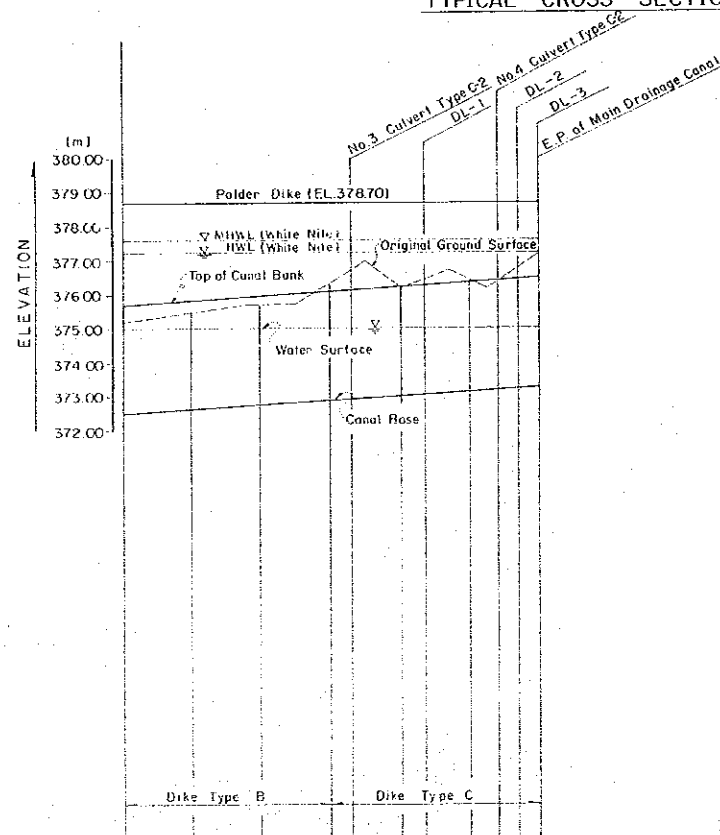 TYPICAL CROSS SECTIO
No.3 Culvert Type C-2
DL-1
No.4 Culvert Type C-2
DL-2
DL-3
E.P. of Main Drainage Canal
[m]
380.00
379.00
378.00
377.00
376.00
375.00
374.00
373.00
372.00
ELEVATION
Polder Dike (EL.378.70)
MHWL (White Nile)
HWL (White Nile)
Original Ground Surface
Top of Canal Bank
Water Surface
Canal Base
Dike Type B
Dike Type C